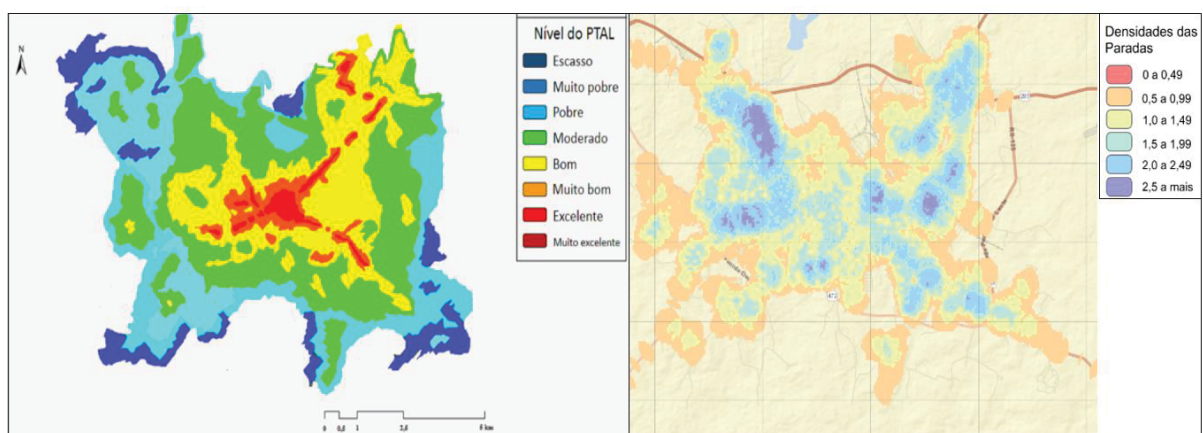 N
Nível do PTAL
Escasso
Muito pobre
Pobre
Moderado
Bom
Muito bom
Excelente
Muito excelente
0 0,5 1 2,5 5 km
Densidades das
Paradas
0 a 0,49
0,5 a 0,99
1,0 a 1,49
1,5 a 1,99
2,0 a 2,49
2,5 a mais
472